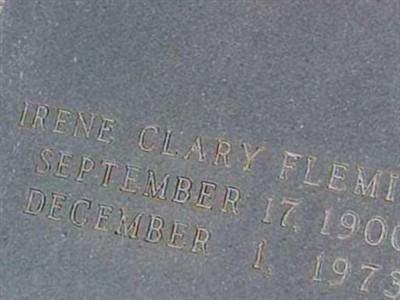 IRENE CLARY FLEMI
SEPTEMBER 17, 1900
DECEMBER 1, 1973